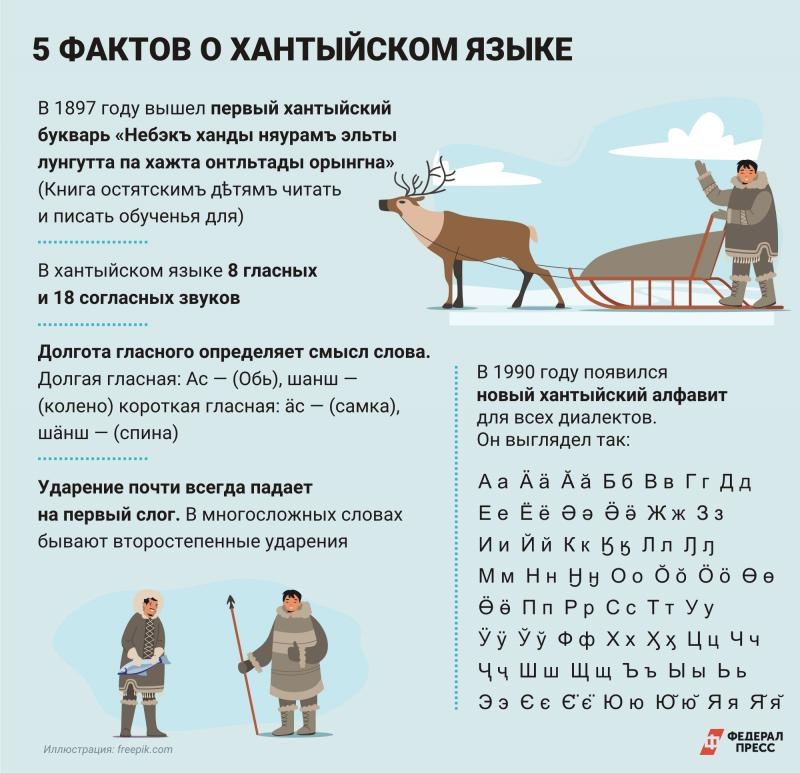 5 ФАКТОВ О ХАНТЫЙСКОМ ЯЗЫКЕ
В 1897 году вышел первый хантыйский
букварь «Небэкъ ханды няурамъ эльты
лунгутта па хажта онтльтады орынгна»
(Книга остятскимъ дѣтямъ читать
и писать обученья для)
В хантыйском языке 8 гласных
и 18 согласных звуков
Долгота гласного определяет смысл слова.
Долгая гласная: Ас — (Обь), шанш —
(колено) короткая гласная: äс — (самка),
шäнш — (спина)
Ударение почти всегда падает
на первый слог. В многосложных словах
бывают второстепенные ударения
В 1990 году появился
новый хантыйский алфавит
для всех диалектов.
Он выглядел так:
А а Ӓ ӓ Ӑ ӑ Б б В в Г г Д д
Е е Ё ё Ә ә Ӛ ӛ Ж ж З з
И и Й й К к Ӄ ӄ Л л Ԓ ԓ
М м Н н Ӈ ӈ О о О̆ о̆ Ӧ ӧ Ө ө
Ӫ ӫ П п Р р С с Т т У у
Ӱ ӱ Ў ў Ф ф Х х Ҳ ҳ Ц ц Ч ч
Ҷ ҷ Ш ш Щ щ Ъ ъ Ы ы Ь ь
Э э Є є Є̈ є̈ Ю ю Ю̆ ю̆ Я я Я̆ я̆
Иллюстрация: freepik.com
ФЕДЕРАЛ
ПРЕСС